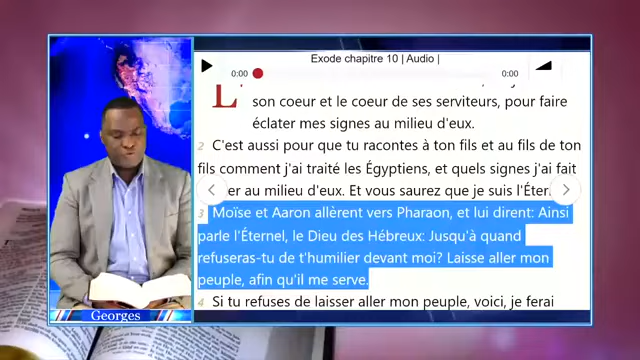 Exode chapitre 10 | Audio |
0:00
0:00
L
son coeur et le coeur de ses serviteurs, pour faire
éclater mes signes au milieu d'eux.
2 C'est aussi pour que tu racontes à ton fils et au fils de ton
fils comment j'ai traité les Égyptiens, et quels signes j'ai fait
er au milieu d'eux. Et vous saurez que je suis l'Éter
3 Moïse et Aaron allèrent vers Pharaon, et lui dirent: Ainsi
parle l'Éternel, le Dieu des Hébreux: Jusqu'à quand
refuseras-tu de t'humilier devant moi? Laisse aller mon
peuple, afin qu'il me serve.
4 Si tu refuses de laisser aller mon peuple, voici, je ferai
Georges